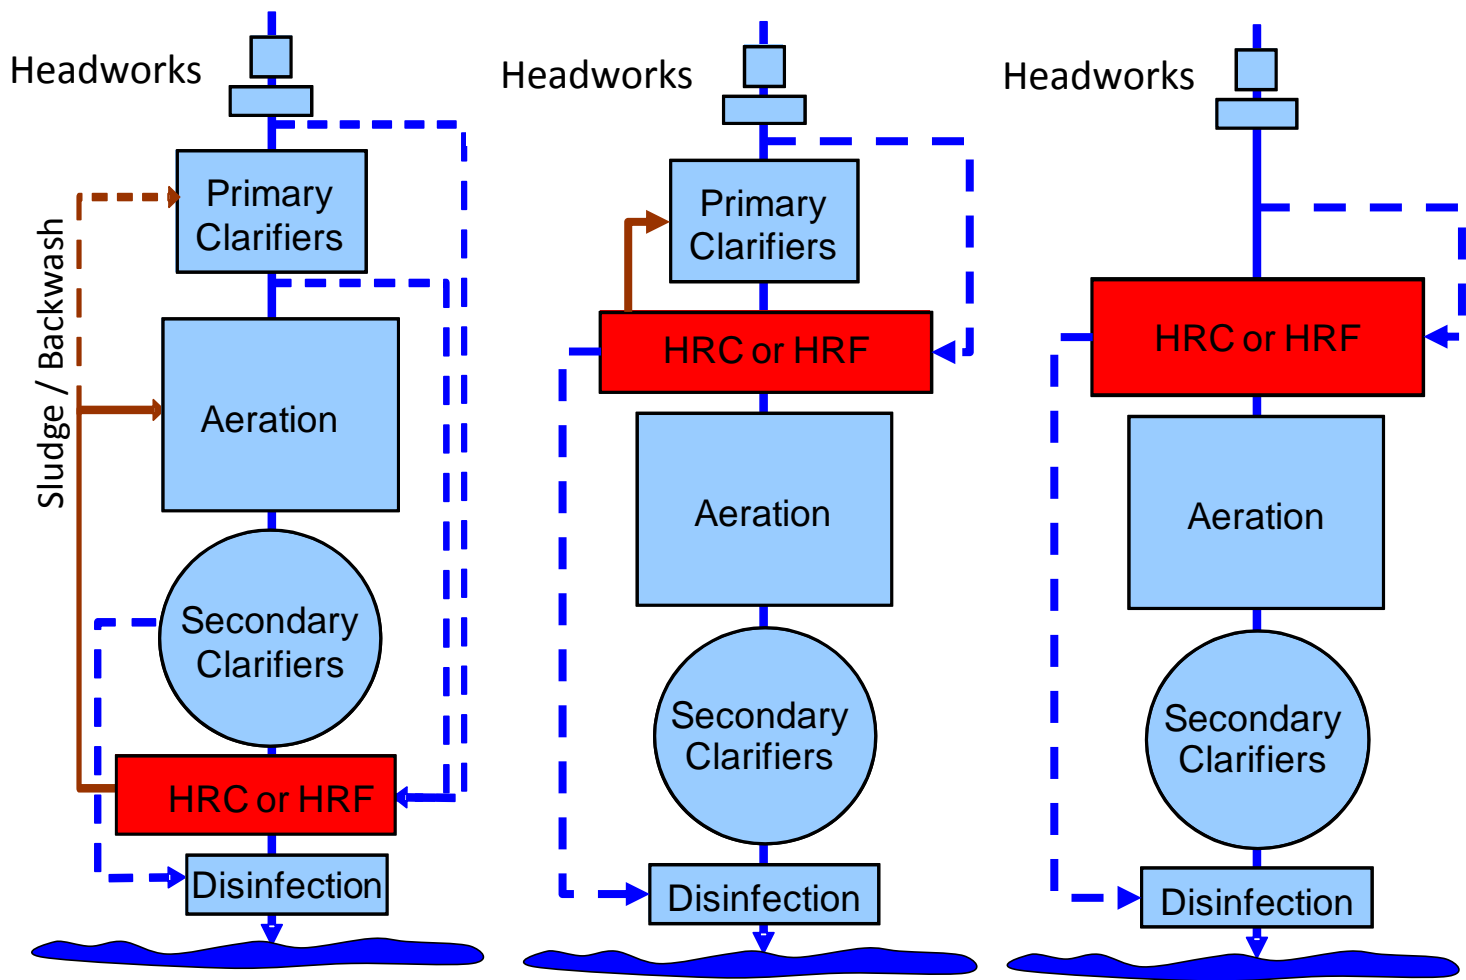 Headworks
Primary
Clarifiers
Sludge / Backwash
Aeration
Secondary
Clarifiers
HRC or HRF
Disinfection
Headworks
Primary
Clarifiers
HRC or HRF
Aeration
Secondary
Clarifiers
Disinfection
Headworks
HRC or HRF
Aeration
Secondary
Clarifiers
Disinfection